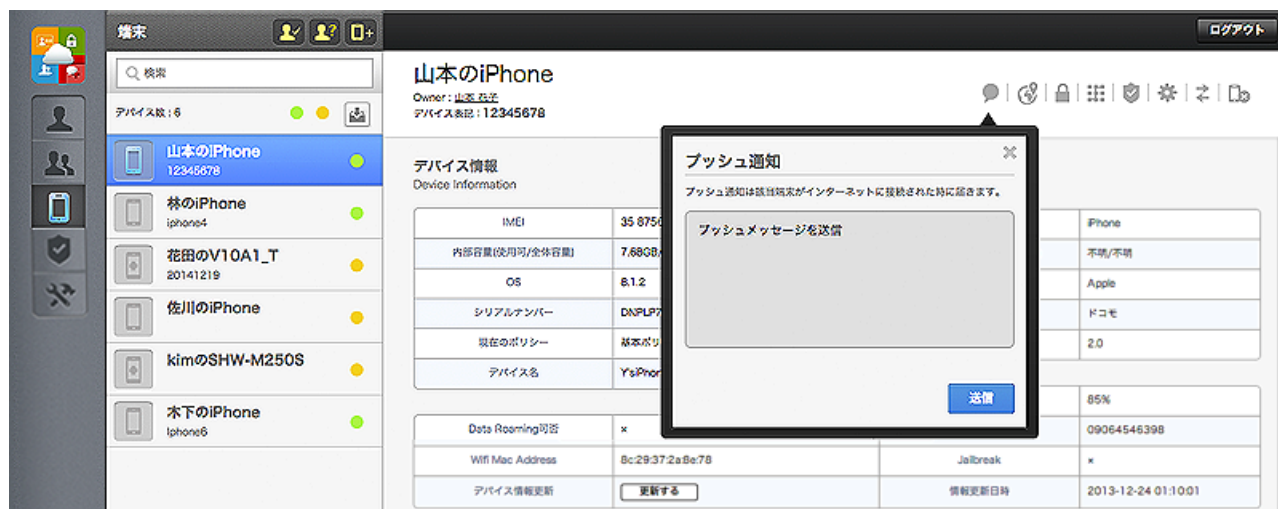 端末
ログアウト
検索
デバイス数:6
山本のiPhone
12345678
林のiPhone
iphone4
花田のV10A1_T
20141219
佐川のiPhone
kimのSHW-M250S
木下のiPhone
Iphone6
山本のiPhone
Owner : 山本 花子
デバイス表記 : 12345678
デバイス情報
Device Information
IMEI
35 8756
iPhone
内部容量(使用可/全体容量)
7.68GB
不明/不明
OS
8.1.2
Apple
シリアルナンバー
DNPLP7
ドコモ
現在のポリシー
基本ポリ
2.0
デバイス名
Y'siPhon
プッシュ通知
プッシュ通知は該当端末がインターネットに接続された時に届きます。
プッシュメッセージを送信
送信
85%
Data Roaming可否
×
09064546398
Wifi Mac Address
8c:29:37:2a:8e:78
Jailbreak
×
デバイス情報更新
更新する
情報更新日時
2013-12-24 01:10:01